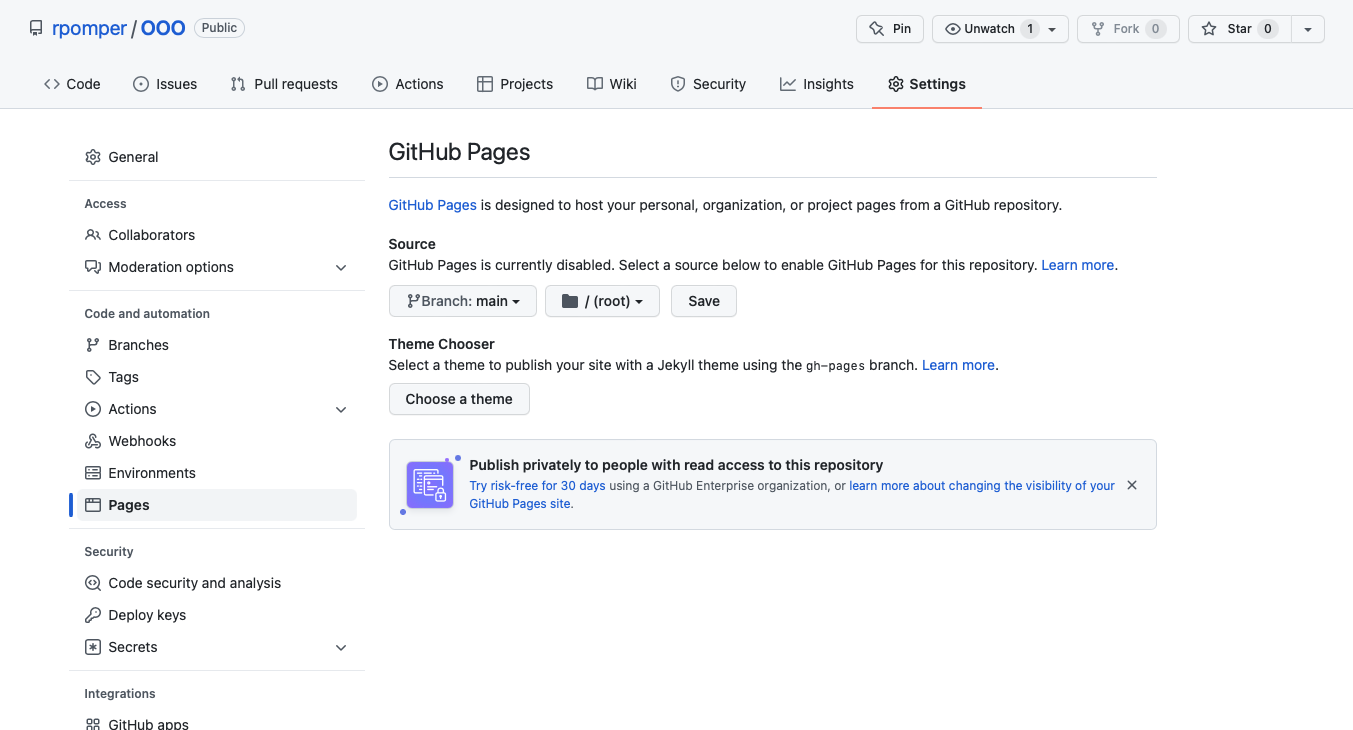 rpomper / OOO Public
Pin
Unwatch 1
Fork 0
Star 0
Code
Issues
Pull requests
Actions
Projects
Wiki
Security
Insights
Settings
General
Access
Collaborators
Moderation options
Code and automation
Branches
Tags
Actions
Webhooks
Environments
Pages
Security
Code security and analysis
Deploy keys
Secrets
Integrations
GitHub apps
GitHub Pages
GitHub Pages is designed to host your personal, organization, or project pages from a GitHub repository.
Source
GitHub Pages is currently disabled. Select a source below to enable GitHub Pages for this repository. Learn more.
Branch: main
/ (root)
Save
Theme Chooser
Select a theme to publish your site with a Jekyll theme using the gh-pages branch. Learn more.
Choose a theme
Publish privately to people with read access to this repository
Try risk-free for 30 days using a GitHub Enterprise organization, or learn more about changing the visibility of your
GitHub Pages site.